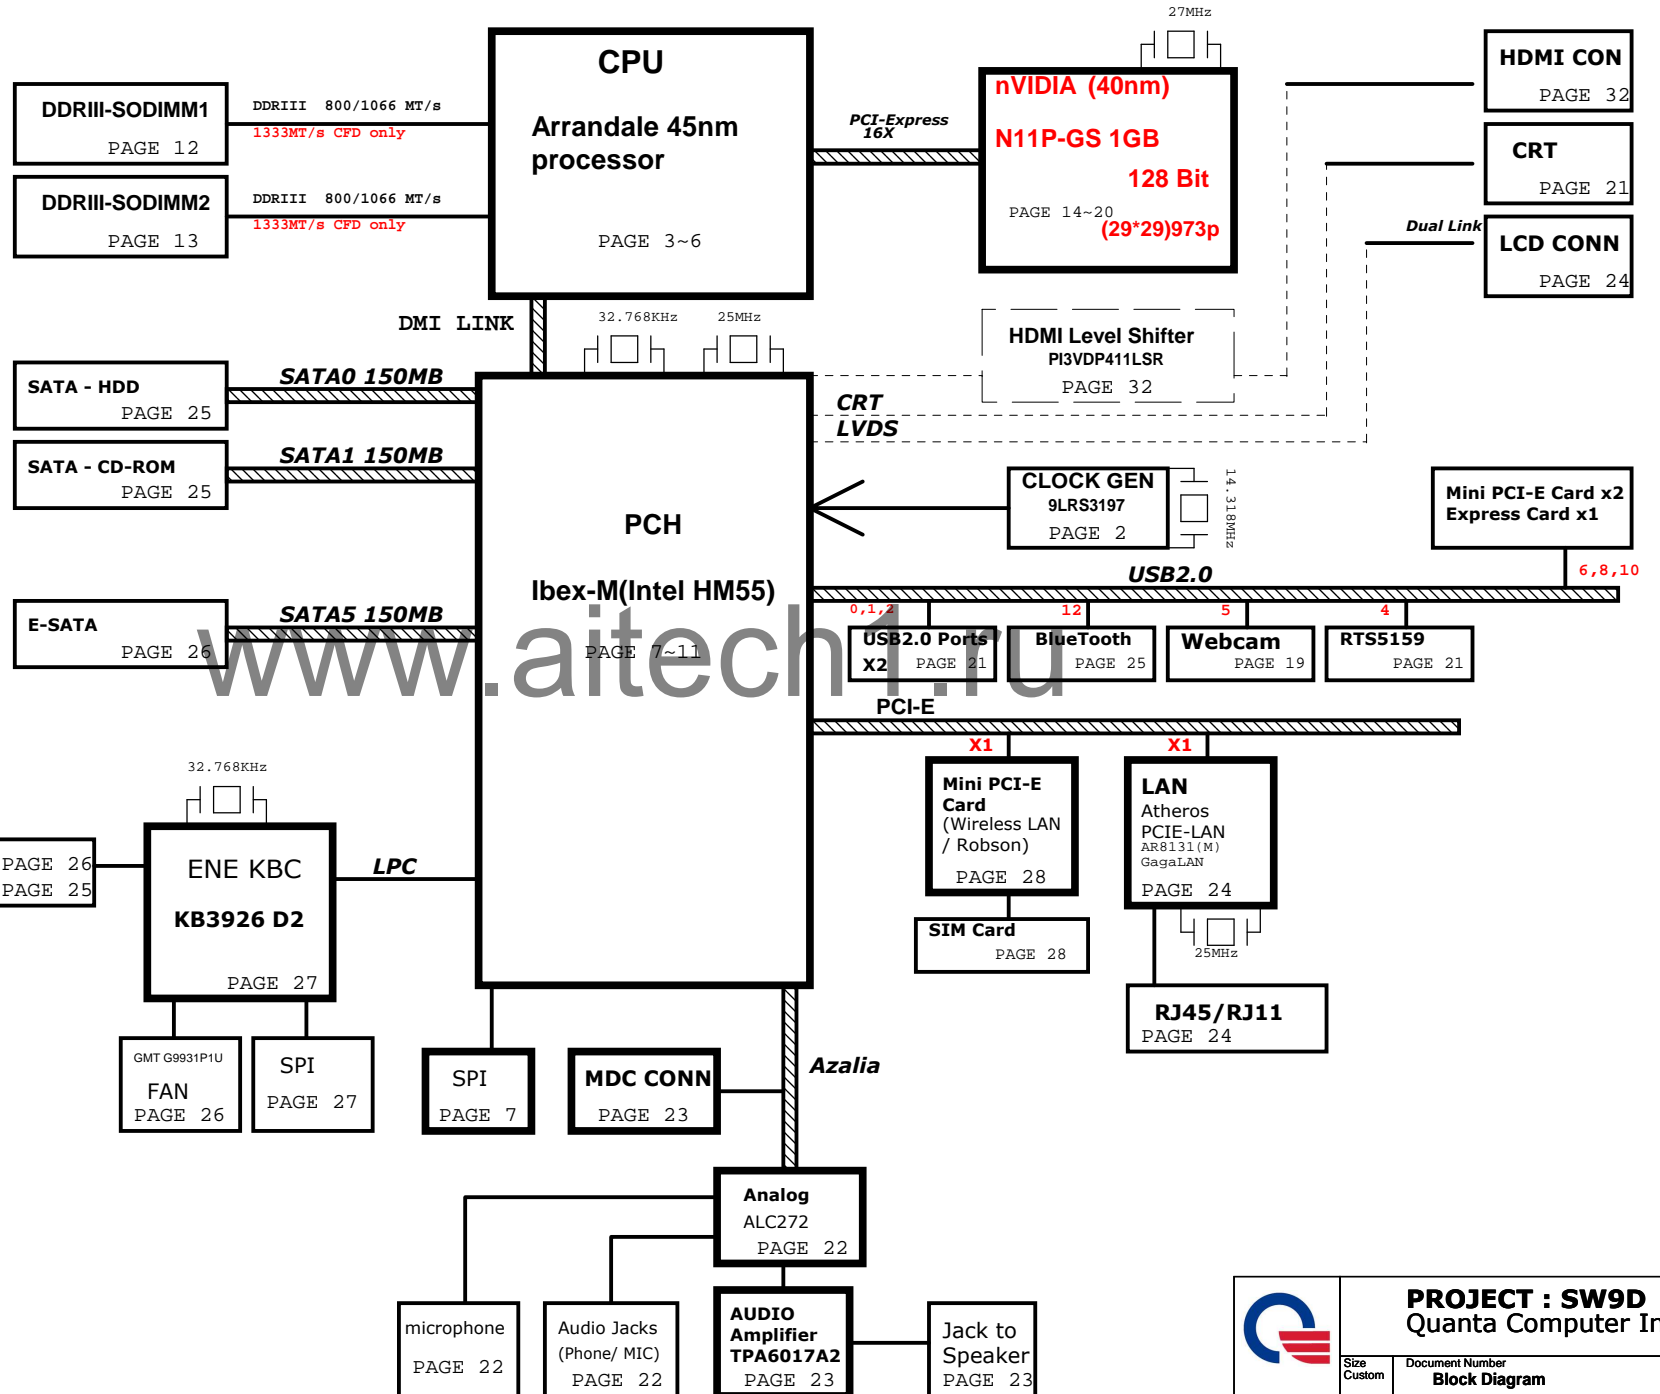 27MHz
CPU
Arrandale 45nm
processor
PAGE 3~6
DDRIII-SODIMM1
PAGE 12
DDRIII 800/1066 MT/s
1333MT/s CFD only
DDRIII-SODIMM2
PAGE 13
DDRIII 800/1066 MT/s
1333MT/s CFD only
PCI-Express
16X
nVIDIA (40nm)
N11P-GS 1GB
128 Bit
PAGE 14~20
(29*29)973p
HDMI CON
PAGE 32
CRT
PAGE 21
Dual Link
LCD CONN
PAGE 24
DMI LINK
32.768KHz
25MHz
HDMI Level Shifter
PI3VDP411LSR
PAGE 32
CRT
LVDS
SATA - HDD
PAGE 25
SATA0 150MB
SATA - CD-ROM
PAGE 25
SATA1 150MB
E-SATA
PAGE 26
SATA5 150MB
PCH
Ibex-M(Intel HM55)
PAGE 7~11
CLOCK GEN
9LRS3197
PAGE 2
14.318MHz
Mini PCI-E Card x2
Express Card x1
6,8,10
USB2.0
0,1,2
12
5
4
USB2.0 Ports
X2 PAGE 21
BlueTooth
PAGE 25
Webcam
PAGE 19
RTS5159
PAGE 21
www.aitech1.ru
PCI-E
X1
X1
Mini PCI-E
Card
(Wireless LAN
/ Robson)
PAGE 28
SIM Card
PAGE 28
LAN
Atheros
PCIE-LAN
AR8131(M)
GagaLAN
PAGE 24
25MHz
RJ45/RJ11
PAGE 24
32.768KHz
PAGE 26
PAGE 25
ENE KBC
KB3926 D2
PAGE 27
LPC
GMT G9931P1U
FAN
PAGE 26
SPI
PAGE 27
SPI
PAGE 7
MDC CONN
PAGE 23
Azalia
Analog
ALC272
PAGE 22
microphone
PAGE 22
Audio Jacks
(Phone/ MIC)
PAGE 22
AUDIO
Amplifier
TPA6017A2
PAGE 23
Jack to
Speaker
PAGE 23
PROJECT : SW9D
Quanta Computer In
Size
Custom
Document Number
Block Diagram